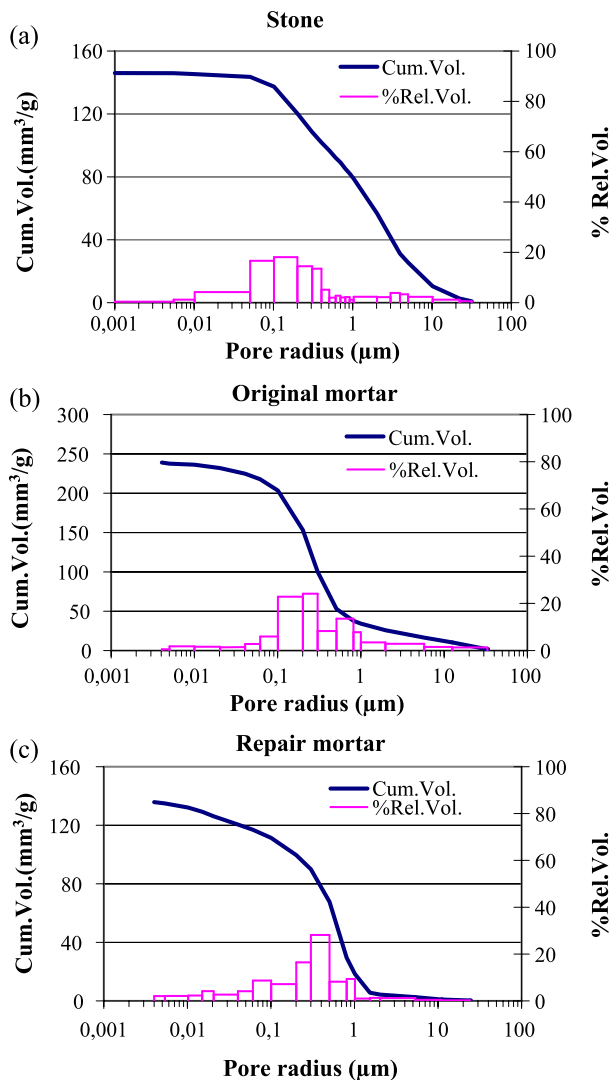 (a)
Stone
Cum.Vol.(mm³/g)
160
120
80
40
0
Cum.Vol.
%Rel.Vol.
100
80
60
40
20
0
% Rel.Vol.
0,001
0,01
0,1
1
10
100
Pore radius (µm)
(b)
Original mortar
Cum.Vol.(mm³/g)
300
250
200
150
100
50
0
Cum.Vol.
%Rel.Vol.
100
80
60
40
20
0
%Rel.Vol.
0,001
0,01
0,1
1
10
100
Pore radius (µm)
(c)
Repair mortar
Cum.Vol.(mm³/g)
160
120
80
40
0
Cum.Vol.
%Rel.Vol.
100
80
60
40
20
0
%Rel.Vol.
0,001
0,01
0,1
1
10
100
Pore radius (µm)